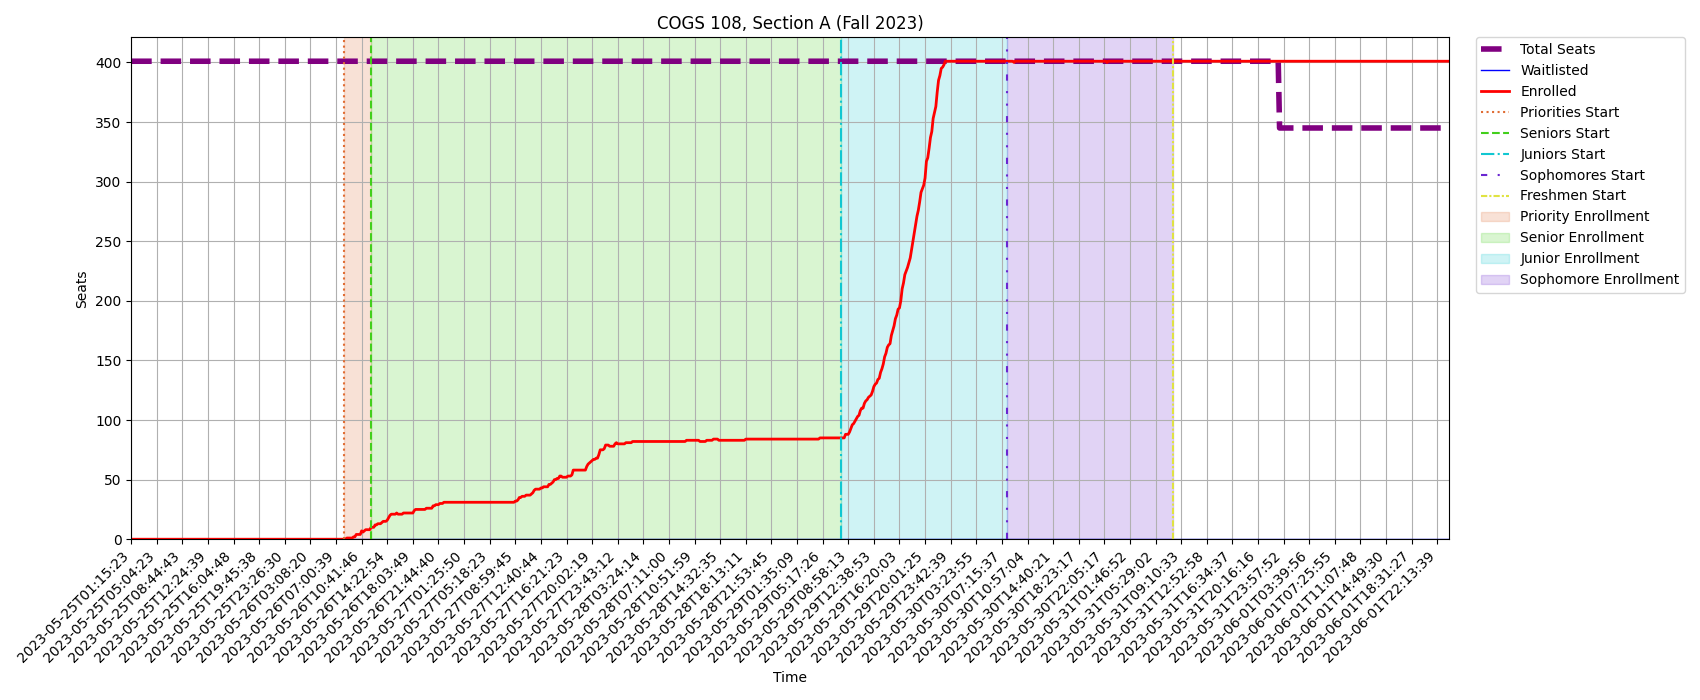 COGS 108, Section A (Fall 2023)
Seats
400
350
300
250
200
150
100
50
0
2023-05-25T01:15:23
2023-05-25T05:04:23
2023-05-25T08:44:43
2023-05-25T12:24:39
2023-05-25T16:04:48
2023-05-25T19:45:38
2023-05-25T23:26:30
2023-05-26T03:08:20
2023-05-26T07:00:39
2023-05-26T10:41:46
2023-05-26T14:22:54
2023-05-26T18:03:49
2023-05-26T21:44:40
2023-05-27T01:25:50
2023-05-27T05:18:23
2023-05-27T08:59:45
2023-05-27T12:40:44
2023-05-27T16:21:23
2023-05-27T20:02:19
2023-05-27T23:43:12
2023-05-28T03:24:14
2023-05-28T07:11:00
2023-05-28T10:51:59
2023-05-28T14:32:35
2023-05-28T18:13:11
2023-05-28T21:53:45
2023-05-29T01:35:09
2023-05-29T05:17:26
2023-05-29T08:58:13
2023-05-29T12:38:53
2023-05-29T16:20:03
2023-05-29T20:01:25
2023-05-29T23:42:39
2023-05-30T03:23:55
2023-05-30T07:15:37
2023-05-30T10:57:04
2023-05-30T14:40:21
2023-05-30T18:23:17
2023-05-30T22:05:17
2023-05-31T01:46:52
2023-05-31T05:29:02
2023-05-31T09:10:33
2023-05-31T12:52:58
2023-05-31T16:34:37
2023-05-31T20:16:16
2023-05-31T23:57:52
2023-06-01T03:39:56
2023-06-01T07:25:55
2023-06-01T11:07:48
2023-06-01T14:49:30
2023-06-01T18:31:27
2023-06-01T22:13:39
Time
Total Seats
Waitlisted
Enrolled
Priorities Start
Seniors Start
Juniors Start
Sophomores Start
Freshmen Start
Priority Enrollment
Senior Enrollment
Junior Enrollment
Sophomore Enrollment